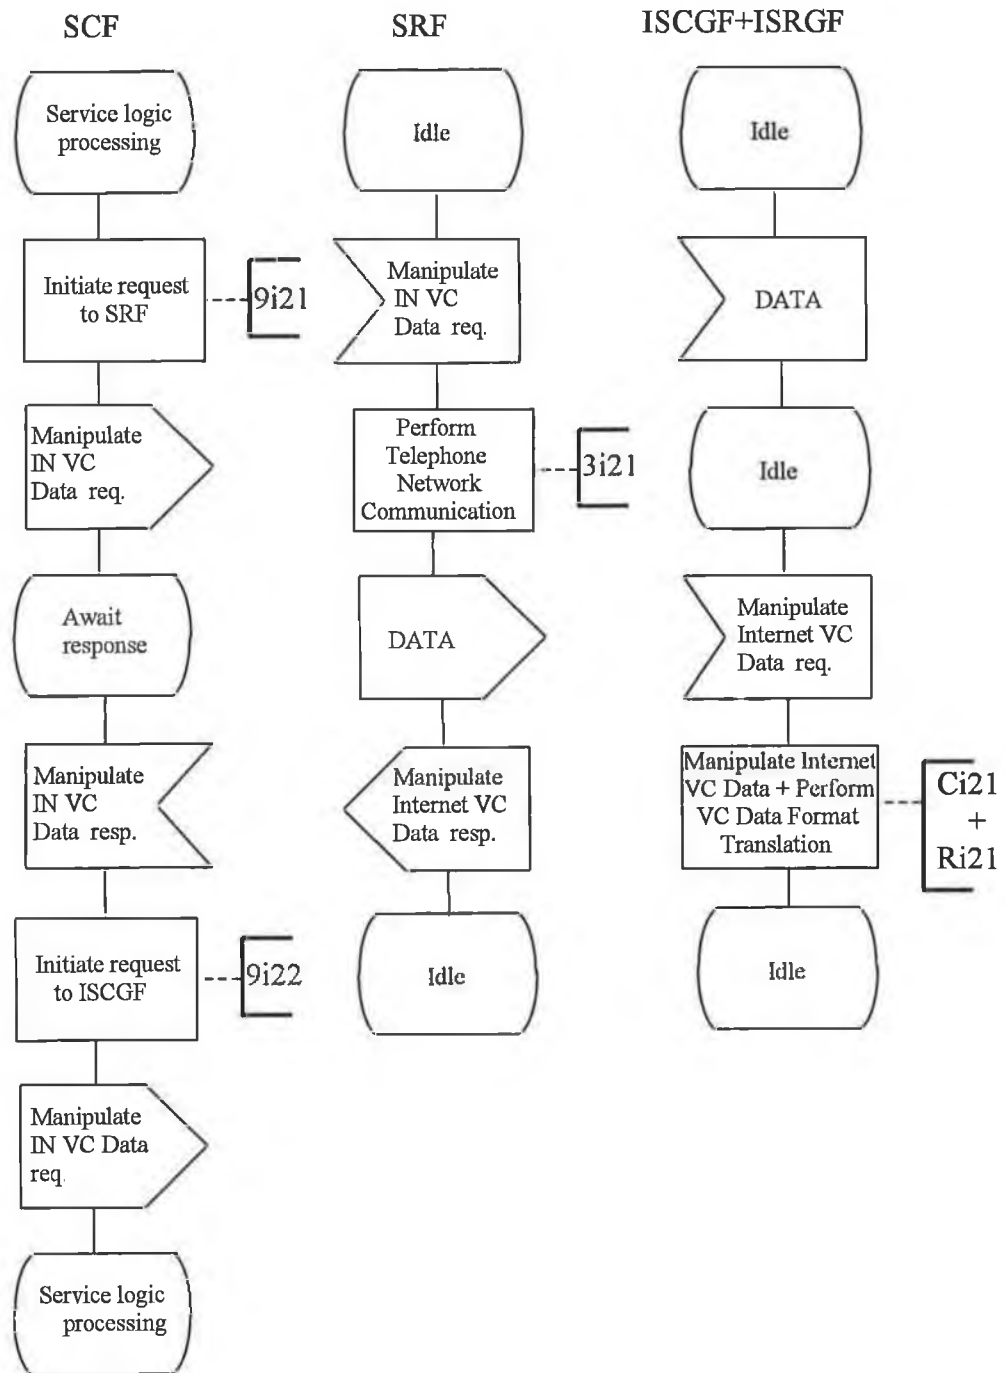 SCF
Service logic
processing
Initiate request
to SRF
9i21
Manipulate
IN VC
Data req.
Await
response
Manipulate
IN VC
Data resp.
Initiate request
to ISCGF
9i22
Manipulate
IN VC Data
req.
Service logic
processing
SRF
Idle
Manipulate
IN VC
Data req.
Perform
Telephone
Network
Communication
3i21
DATA
Manipulate
Internet VC
Data resp.
Idle
ISCGF+ISRGF
Idle
DATA
Idle
Manipulate
Internet VC
Data req.
Manipulate Internet
VC Data + Perform
VC Data Format
Translation
Ci21
+
Ri21
Idle